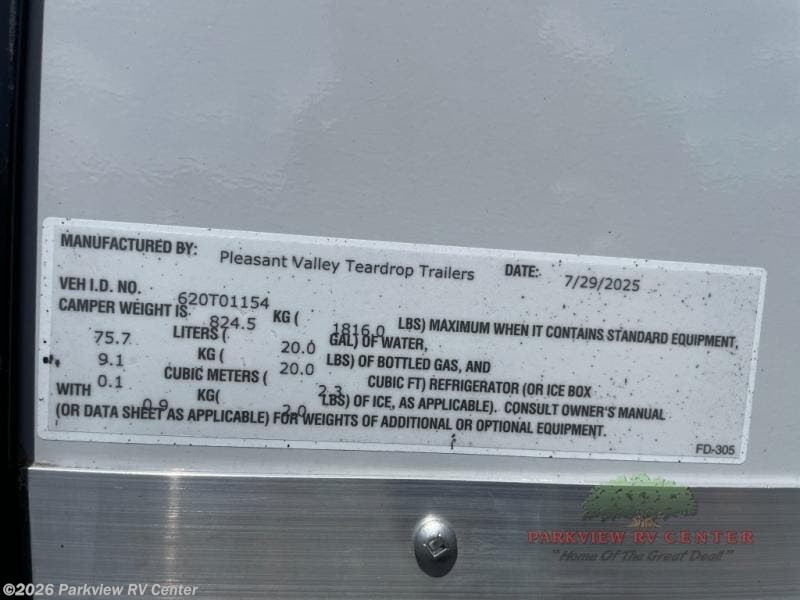 MANUFACTURED BY: Pleasant Valley Teardrop Trailers DATE: 7/29/2025
VEH I.D. NO. 620T01154
CAMPER WEIGHT IS 824.5 KG ( 1816.0 LBS) MAXIMUM WHEN IT CONTAINS STANDARD EQUIPMENT,
75.7 LITERS ( 20.0 GAL) OF WATER,
9.1 KG ( 20.0 LBS) OF BOTTLED GAS, AND
0.1 CUBIC METERS ( 2.3 CUBIC FT) REFRIGERATOR (OR ICE BOX
WITH 0.9 KG( 2.0 LBS) OF ICE, AS APPLICABLE). CONSULT OWNER'S MANUAL
(OR DATA SHEET AS APPLICABLE) FOR WEIGHTS OF ADDITIONAL OR OPTIONAL EQUIPMENT.
FD-305
PARKVIEW RV CENTER
"Home Of The Great Deal!"
©2026 Parkview RV Center